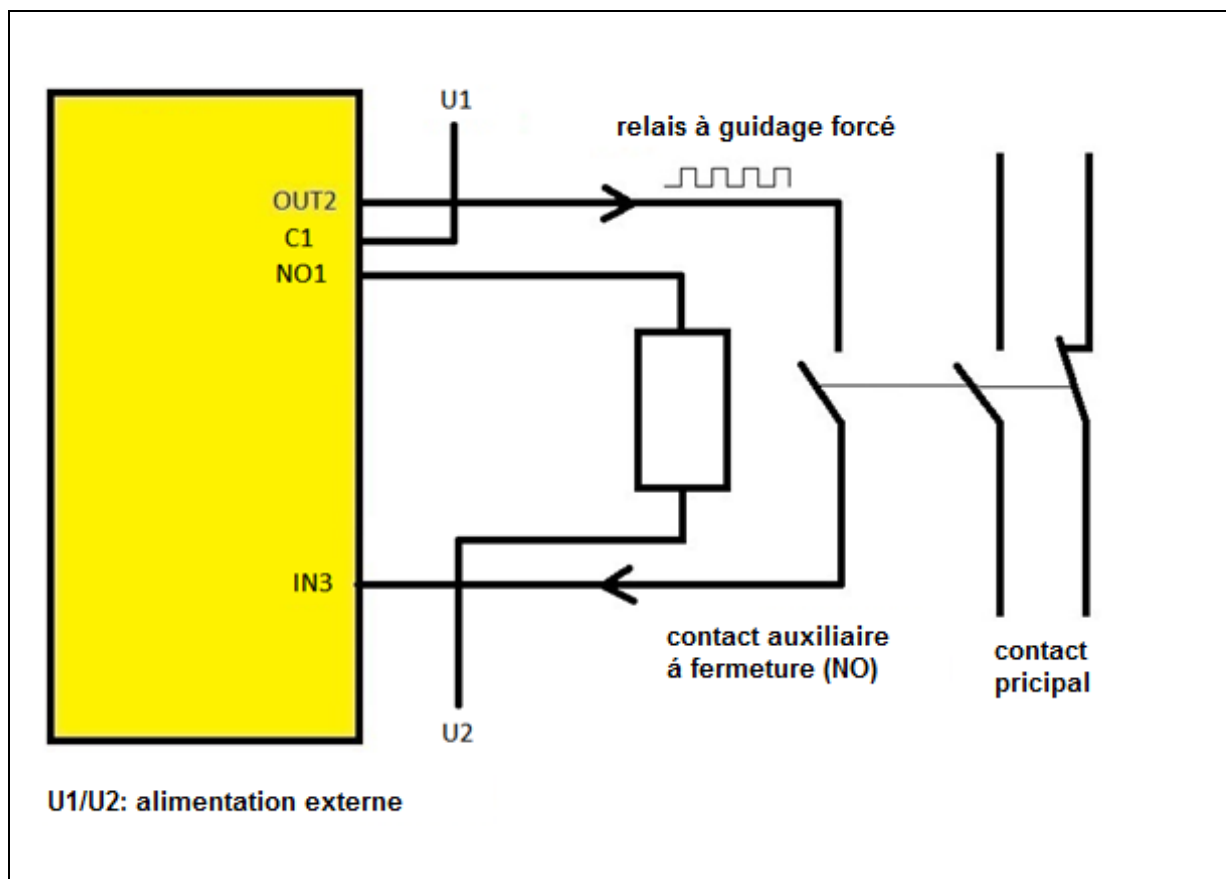 U1
relais à guidage forcé
OUT2
C1
NO1
IN3
contact auxiliaire
á fermeture (NO)
contact
pricipal
U2
U1/U2: alimentation externe